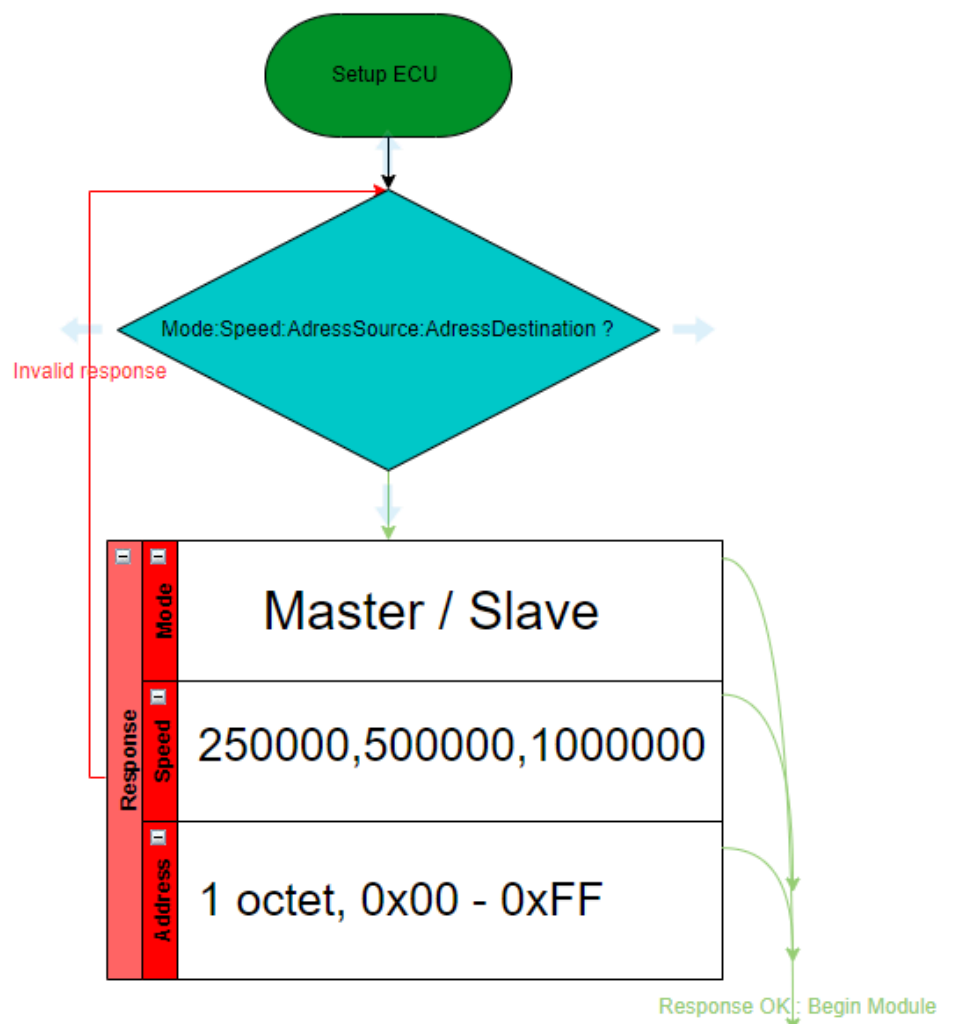 Setup ECU
Mode:Speed:AdressSource:AdressDestination ?
Invalid response
Response
Mode
Master / Slave
Speed
250000,500000,1000000
Address
1 octet, 0x00 - 0xFF
Response OK : Begin Module